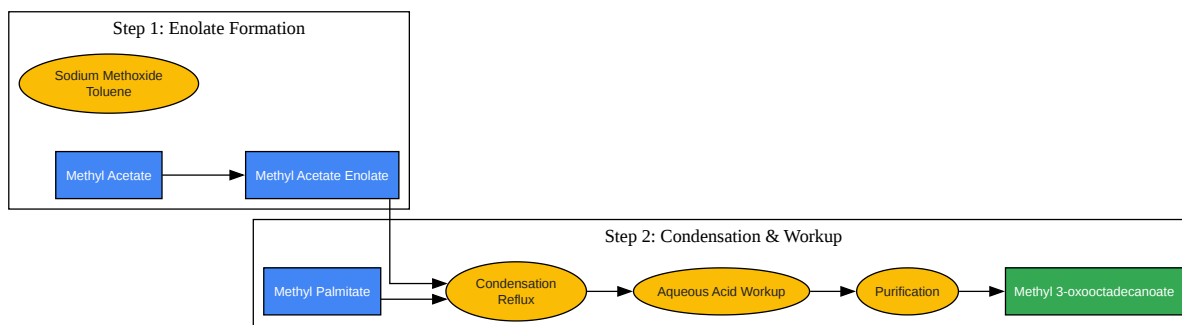 Step 1: Enolate Formation
Sodium Methoxide
Toluene
Methyl Acetate
Methyl Acetate Enolate
Step 2: Condensation & Workup
Methyl Palmitate
Condensation
Reflux
Aqueous Acid Workup
Purification
Methyl 3-oxooctadecanoate